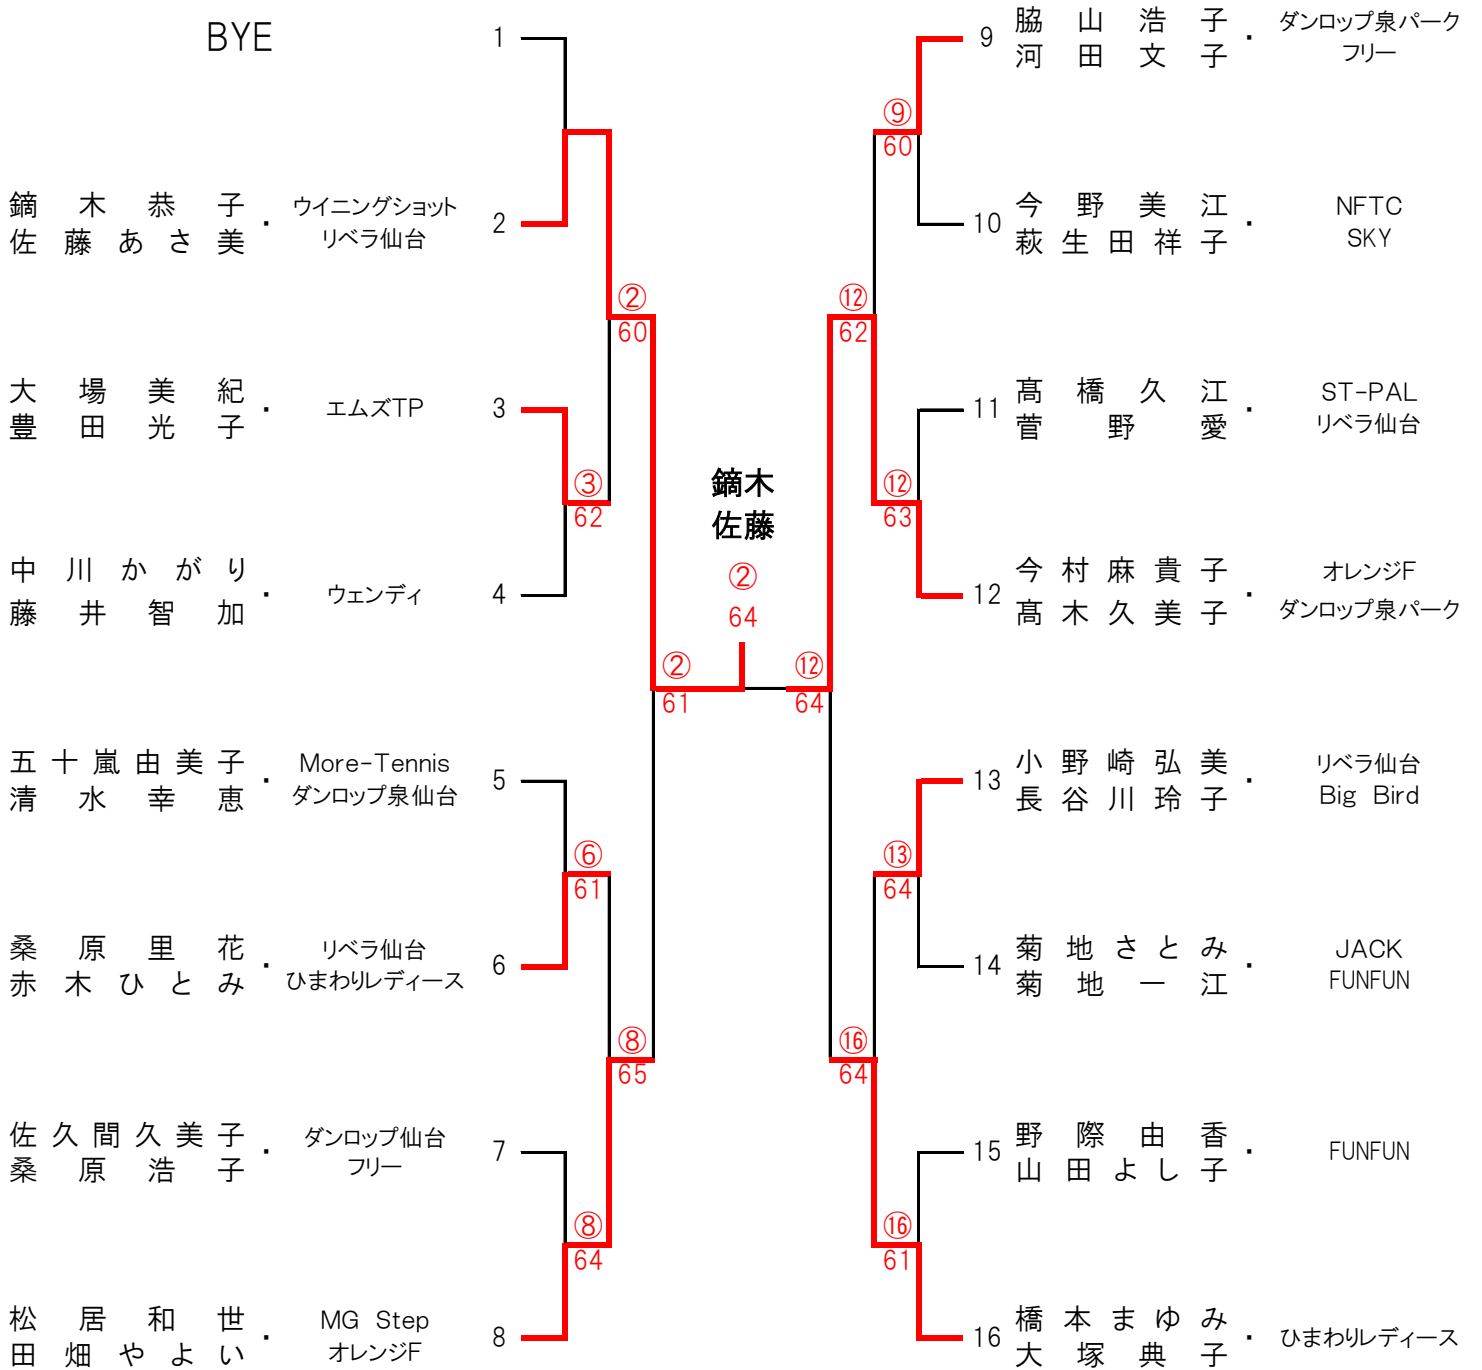 BYE
1
鏑木恭子
佐藤あさ美
・
ウイニングショット
リベラ仙台
2
大場美紀
豊田光子
・
エムズTP
3
中川かがり
藤井智加
・
ウェンディ
4
五十嵐由美子
清水幸恵
・
More-Tennis
ダンロップ泉仙台
5
桑原里花
赤木ひとみ
・
リベラ仙台
ひまわりレディース
6
佐久間久美子
桑原浩子
・
ダンロップ仙台
フリー
7
松居和世
田畑やよい
・
MG Step
オレンジF
8
②
60
③
62
②
61
⑥
61
⑧
65
⑧
64
鏑木
佐藤
②
64
⑨
60
⑫
62
⑫
63
⑫
64
⑬
64
⑯
64
⑯
61
9
脇山浩子
河田文子
・
ダンロップ泉パーク
フリー
10
今野美江
萩生田祥子
・
NFTC
SKY
11
髙橋久江
菅野愛
・
ST-PAL
リベラ仙台
12
今村麻貴子
髙木久美子
・
オレンジF
ダンロップ泉パーク
13
小野崎弘美
長谷川玲子
・
リベラ仙台
Big Bird
14
菊地さとみ
菊地一江
・
JACK
FUNFUN
15
野際由香
山田よし子
・
FUNFUN
16
橋本まゆみ
大塚典子
・
ひまわりレディース